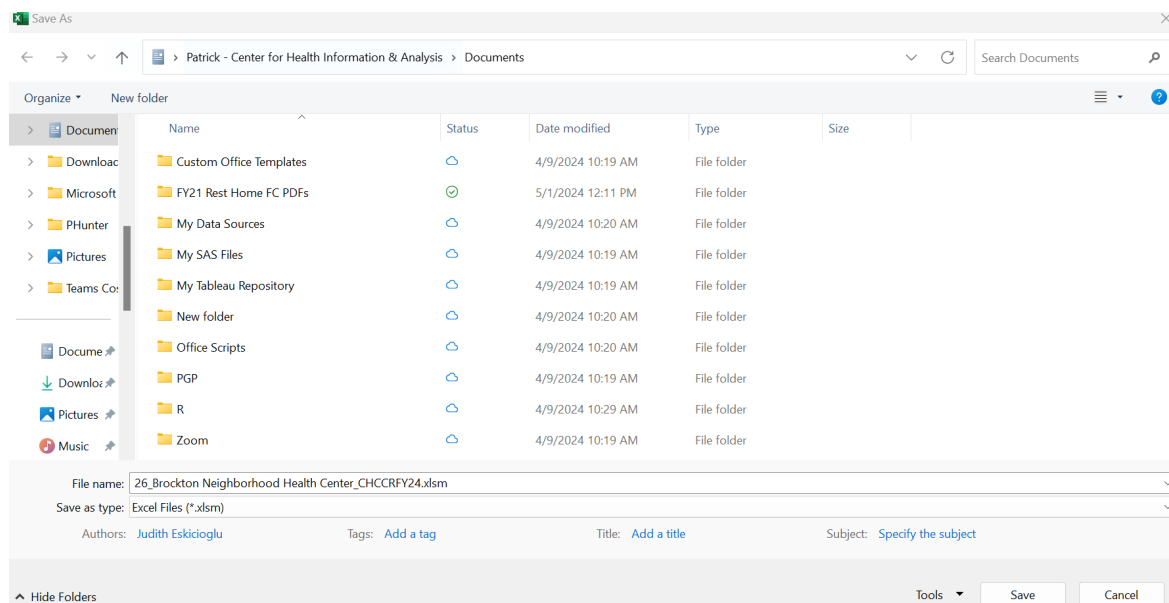 Save As
Patrick - Center for Health Information & Analysis > Documents
Search Documents
Organize
New folder
Name Status Date modified Type Size
Documen
Downloac
Microsoft
PHunter
Pictures
Teams Co
Docume
Downloa
Pictures
Music
Custom Office Templates 4/9/2024 10:19 AM File folder
FY21 Rest Home FC PDFs 5/1/2024 12:11 PM File folder
My Data Sources 4/9/2024 10:20 AM File folder
My SAS Files 4/9/2024 10:19 AM File folder
My Tableau Repository 4/9/2024 10:19 AM File folder
New folder 4/9/2024 10:20 AM File folder
Office Scripts 4/9/2024 10:20 AM File folder
PGP 4/9/2024 10:19 AM File folder
R 4/9/2024 10:29 AM File folder
Zoom 4/9/2024 10:19 AM File folder
File name: 26_Brockton Neighborhood Health Center_CHCCRFY24.xlsm
Save as type: Excel Files (*.xlsm)
Authors: Judith Eskicioglu Tags: Add a tag Title: Add a title Subject: Specify the subject
Hide Folders
Tools Save Cancel